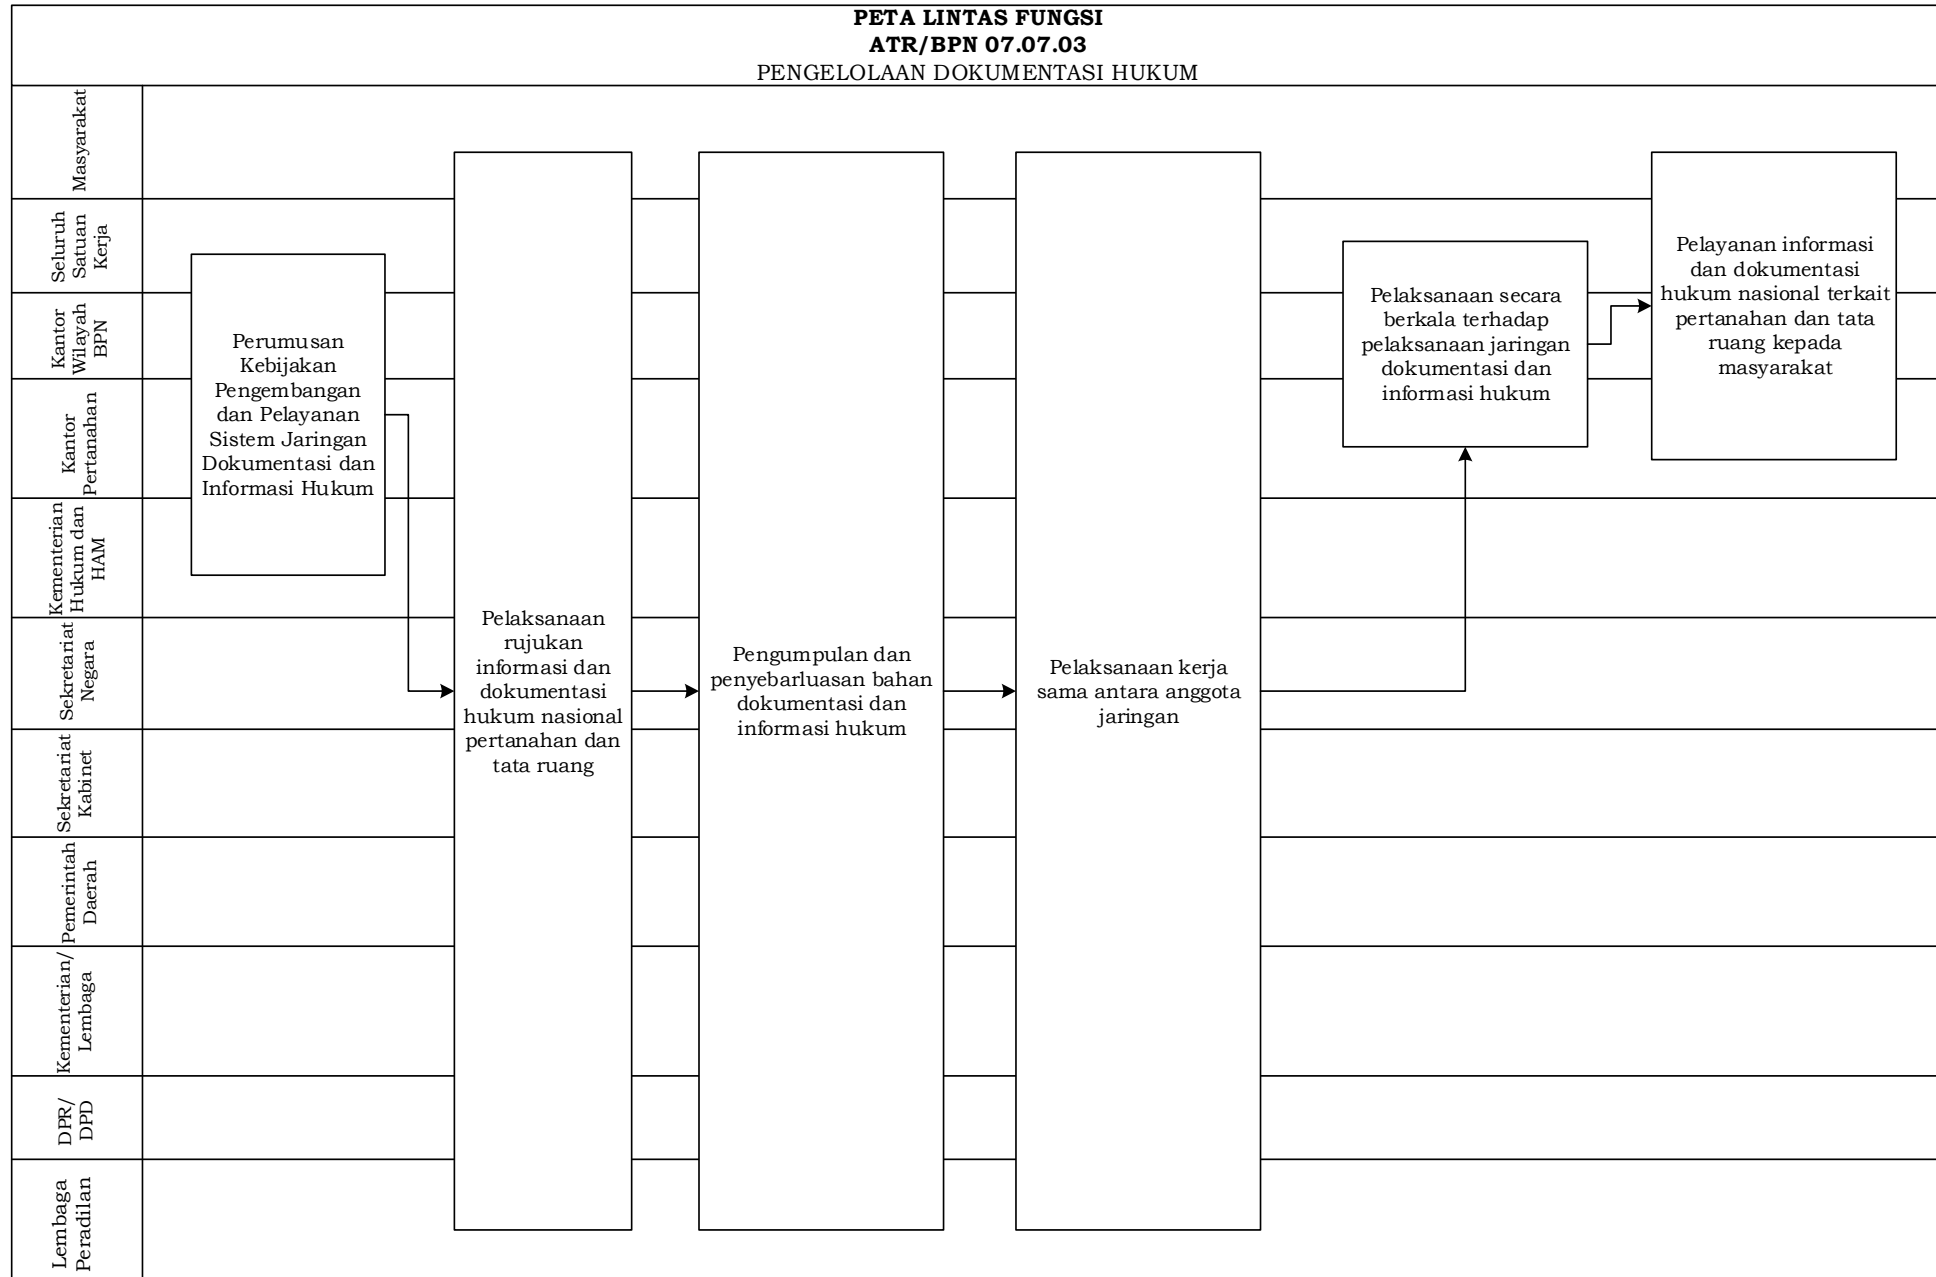 PETA LINTAS FUNGSI
ATR/BPN 07.07.03
PENGELOLAAN DOKUMENTASI HUKUM
Masyarakat
Seluruh
Satuan
Kerja
Kantor
Wilayah
BPN
Kantor
Pertanahan
Kementerian
Hukum dan
HAM
Sekretariat
Negara
Sekretariat
Kabinet
Pemerintah
Daerah
Kementerian/
Lembaga
DPR/
DPD
Lembaga
Peradilan
Perumusan
Kebijakan
Pengembangan
dan Pelayanan
Sistem Jaringan
Dokumentasi dan
Informasi Hukum
Pelaksanaan
rujukan
informasi dan
dokumentasi
hukum nasional
pertanahan dan
tata ruang
Pengumpulan dan
penyebarluasan bahan
dokumentasi dan
informasi hukum
Pelaksanaan kerja
sama antara anggota
jaringan
Pelaksanaan secara
berkala terhadap
pelaksanaan jaringan
dokumentasi dan
informasi hukum
Pelayanan informasi
dan dokumentasi
hukum nasional terkait
pertanahan dan tata
ruang kepada
masyarakat